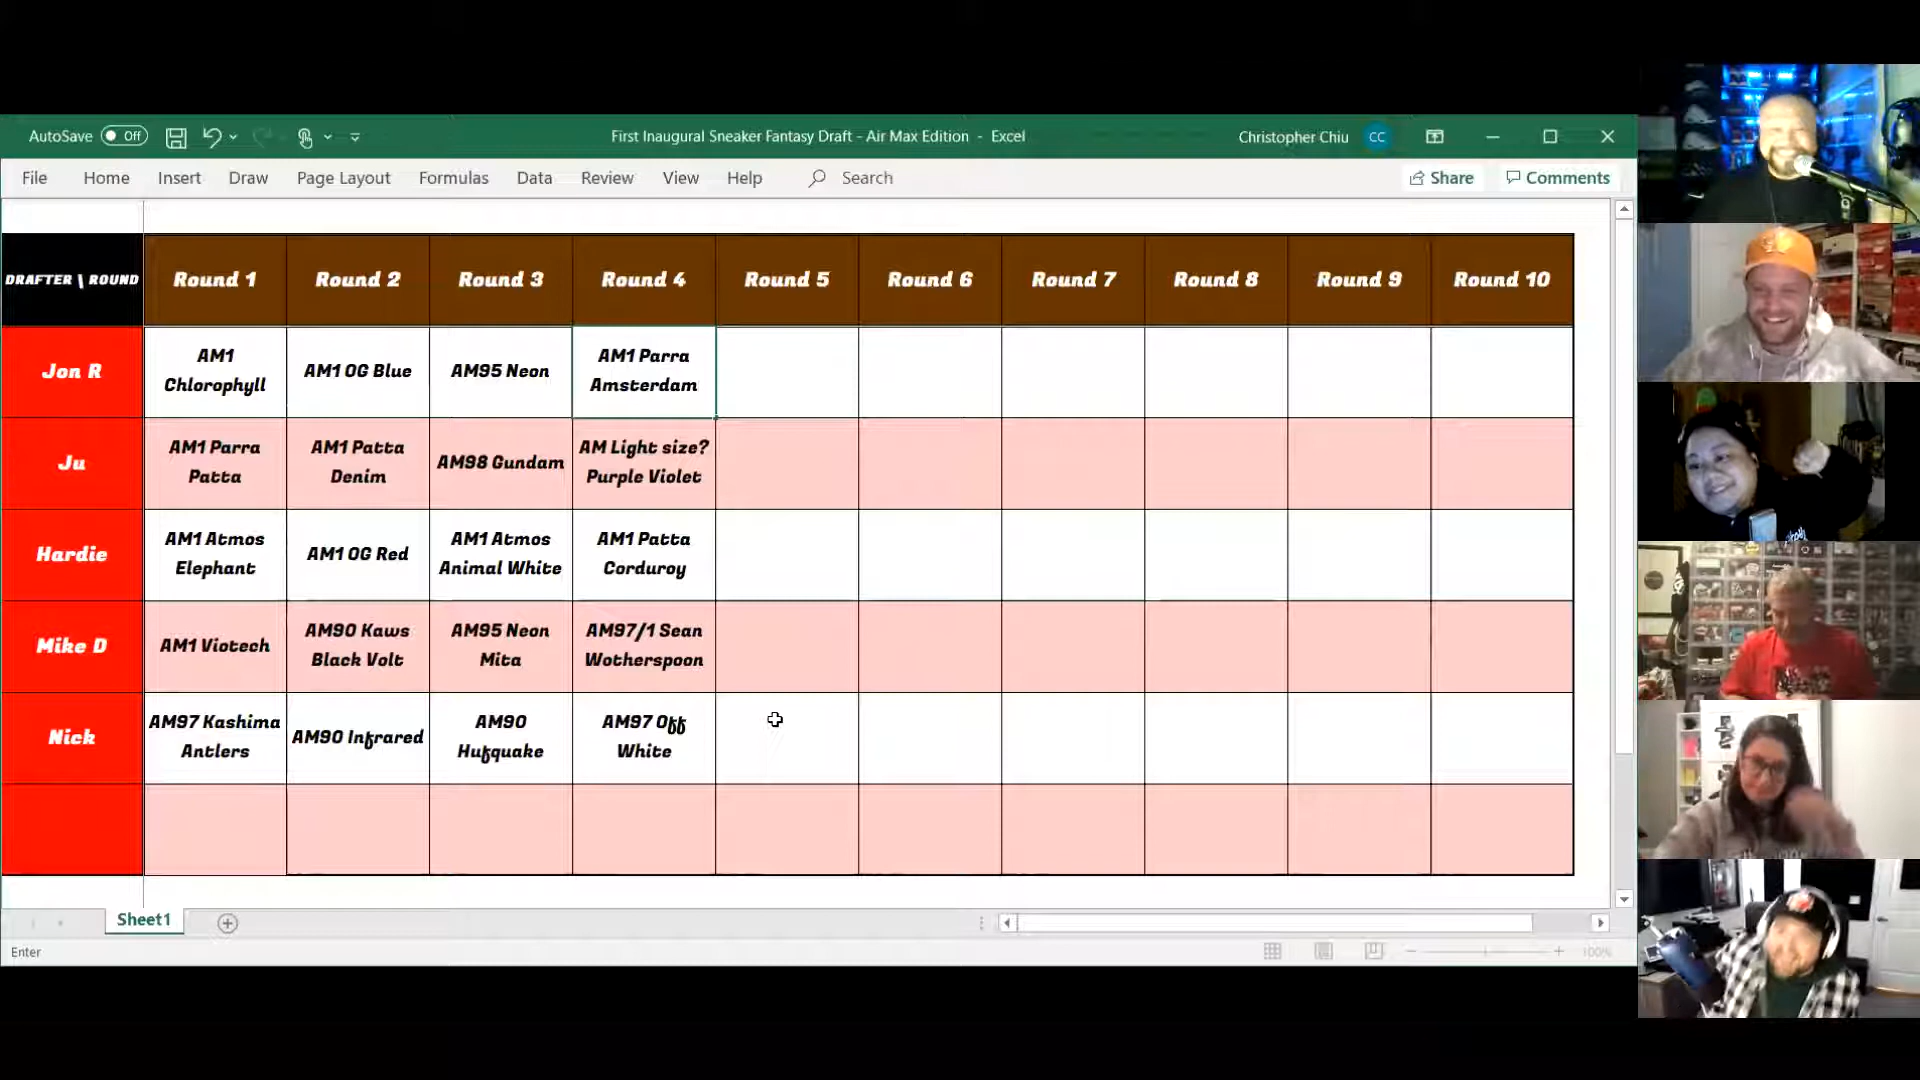 AutoSave Off
First Inaugural Sneaker Fantasy Draft - Air Max Edition - Excel
Christopher Chiu CC
File Home Insert Draw Page Layout Formulas Data Review View Help Search
Share Comments
DRAFTER \ ROUND Round 1 Round 2 Round 3 Round 4 Round 5 Round 6 Round 7 Round 8 Round 9 Round 10
Jon R
AM1
Chlorophyll
AM1 OG Blue
AM95 Neon
AM1 Parra
Amsterdam
Ju
AM1 Parra
Patta
AM1 Patta
Denim
AM98 Gundam
AM Light size?
Purple Violet
Hardie
AM1 Atmos
Elephant
AM1 OG Red
AM1 Atmos
Animal White
AM1 Patta
Corduroy
Mike D
AM1 Viotech
AM90 Kaws
Black Volt
AM95 Neon
Mita
AM97/1 Sean
Wotherspoon
Nick
AM97 Kashima
Antlers
AM90 Infrared
AM90
Hufquake
AM97 Off
White
Sheet1
Enter
100%